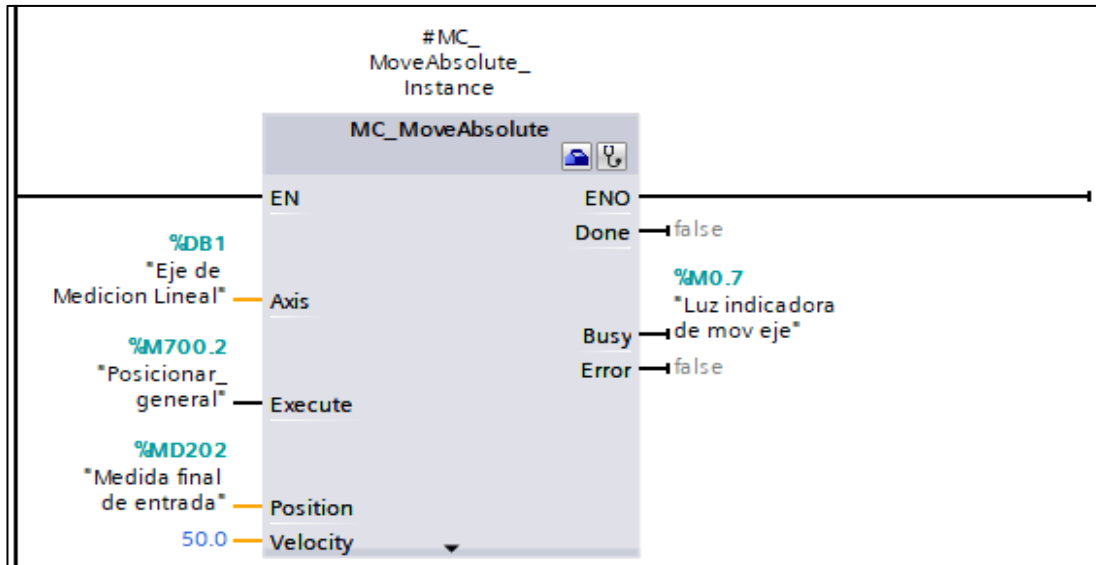 #MC_
MoveAbsolute_
Instance
MC_MoveAbsolute
EN
ENO
Done
false
%DB1
"Eje de
Medicion Lineal"
Axis
%M0.7
"Luz indicadora
de mov eje"
Busy
%M700.2
"Posicionar_
general"
Execute
Error
false
%MD202
"Medida final
de entrada"
Position
50.0
Velocity